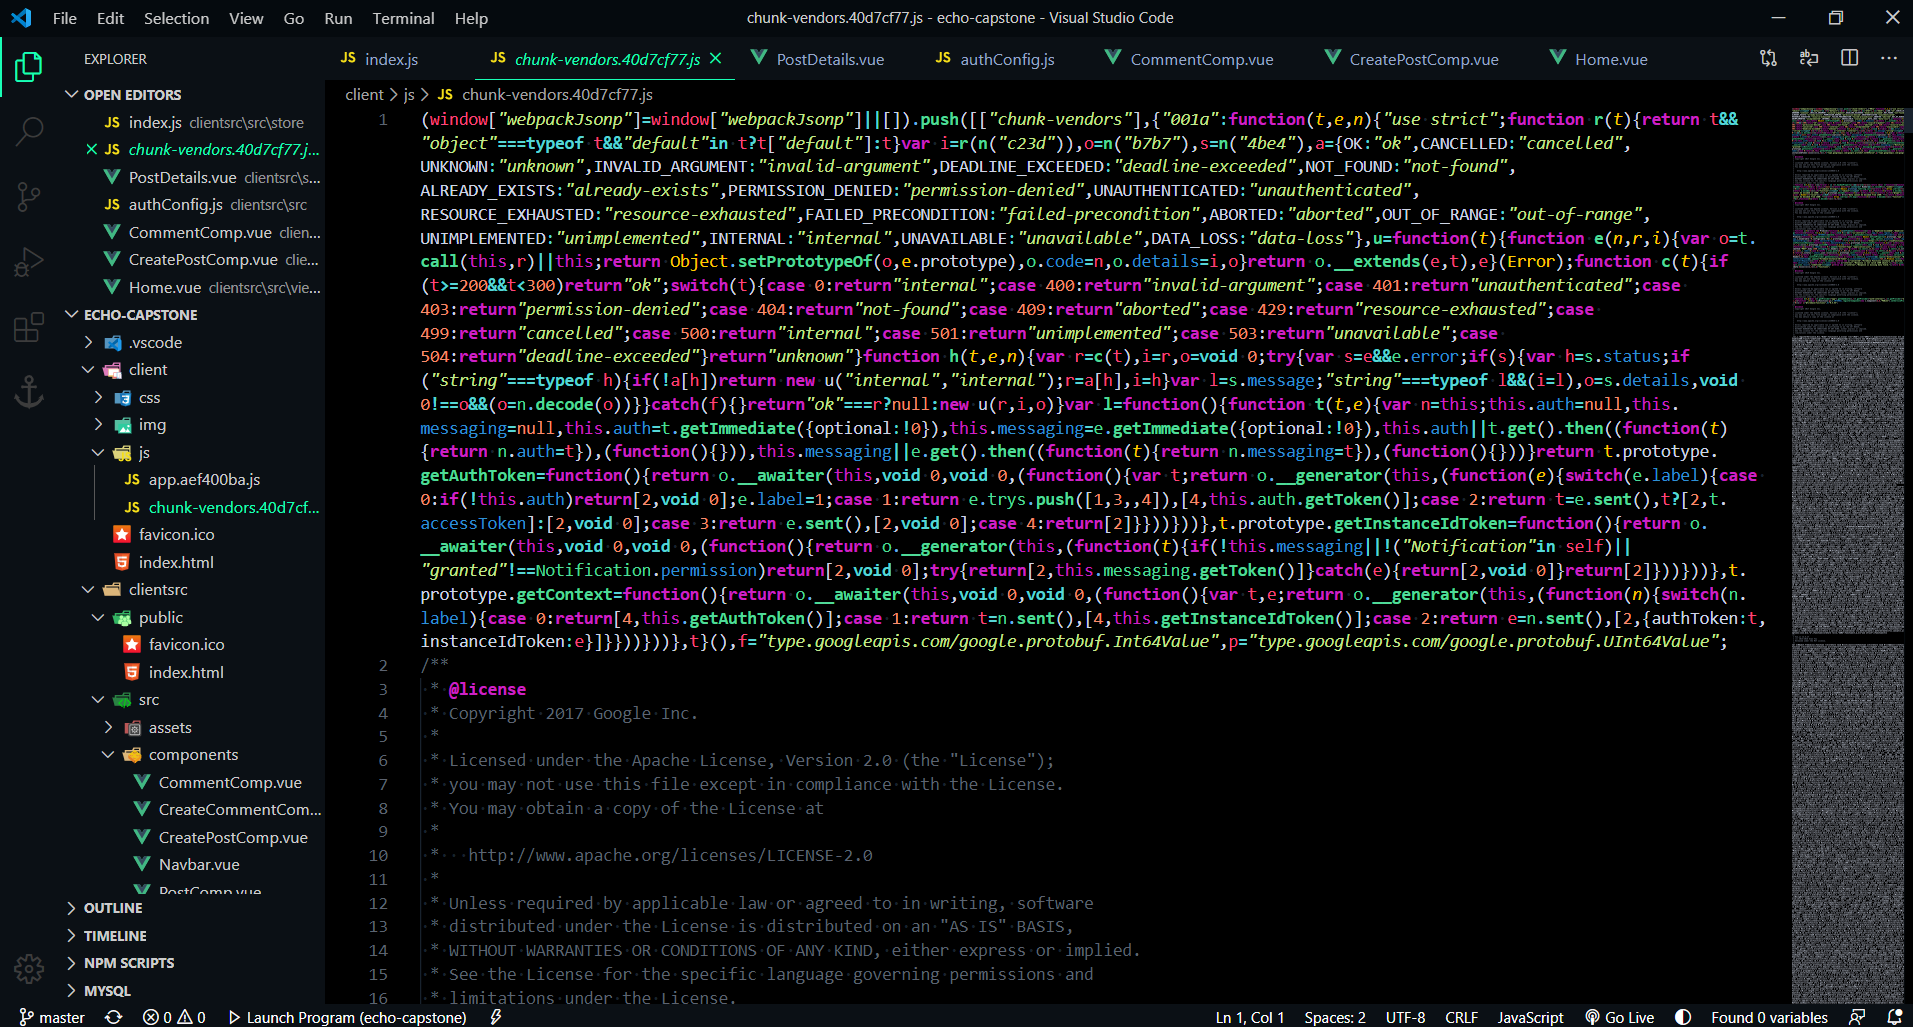 File Edit Selection View Go Run Terminal Help
chunk-vendors.40d7cf77.js - echo-capstone - Visual Studio Code
EXPLORER
OPEN EDITORS
JS index.js clientsrc\src\store
JS chunk-vendors.40d7cf77.j...
PostDetails.vue clientsrc\s...
JS authConfig.js clientsrc\src
CommentComp.vue clien...
CreatePostComp.vue clie...
Home.vue clientsrc\src\vie...
ECHO-CAPSTONE
.vscode
client
css
img
js
JS app.aef400ba.js
JS chunk-vendors.40d7cf...
favicon.ico
index.html
clientsrc
public
favicon.ico
index.html
src
assets
components
CommentComp.vue
CreateCommentCom...
CreatePostComp.vue
Navbar.vue
PostComp.vue
OUTLINE
TIMELINE
NPM SCRIPTS
MYSQL
JS index.js JS chunk-vendors.40d7cf77.js PostDetails.vue JS authConfig.js CommentComp.vue CreatePostComp.vue Home.vue
client > js > JS chunk-vendors.40d7cf77.js
1 (window["webpackJsonp"]=window["webpackJsonp"]||[]).push([["chunk-vendors"],{"001a":function(t,e,n){"use strict";function r(t){return t&&
"object"===typeof t&&"default"in t?t["default"]:t}var i=r(n("c23d")),o=n("b7b7"),s=n("4be4"),a={OK:"ok",CANCELLED:"cancelled",
UNKNOWN:"unknown",INVALID_ARGUMENT:"invalid-argument",DEADLINE_EXCEEDED:"deadline-exceeded",NOT_FOUND:"not-found",
ALREADY_EXISTS:"already-exists",PERMISSION_DENIED:"permission-denied",UNAUTHENTICATED:"unauthenticated",
RESOURCE_EXHAUSTED:"resource-exhausted",FAILED_PRECONDITION:"failed-precondition",ABORTED:"aborted",OUT_OF_RANGE:"out-of-range",
UNIMPLEMENTED:"unimplemented",INTERNAL:"internal",UNAVAILABLE:"unavailable",DATA_LOSS:"data-loss"},u=function(t){function e(n,r,i){var o=t.
call(this,r)||this;return Object.setPrototypeOf(o,e.prototype),o.code=n,o.details=i,o}return o.__extends(e,t),e}(Error);function c(t){if
(t>=200&&t<300)return"ok";switch(t){case 0:return"internal";case 400:return"invalid-argument";case 401:return"unauthenticated";case
403:return"permission-denied";case 404:return"not-found";case 409:return"aborted";case 429:return"resource-exhausted";case
499:return"cancelled";case 500:return"internal";case 501:return"unimplemented";case 503:return"unavailable";case
504:return"deadline-exceeded"}return"unknown"}function h(t,e,n){var r=c(t),i=r,o=void 0;try{var s=e&&e.error;if(s){var h=s.status;if
("string"===typeof h){if(!a[h])return new u("internal","internal");r=a[h],i=h}var l=s.message;"string"===typeof l&&(i=l),o=s.details,void
0!==o&&(o=n.decode(o))}}catch(f){}return"ok"===r?null:new u(r,i,o)}var l=function(){function t(t,e){var n=this;this.auth=null,this.
messaging=null,this.auth=t.getImmediate({optional:!0}),this.messaging=e.getImmediate({optional:!0}),this.auth||t.get().then((function(t)
{return n.auth=t}),(function(){})),this.messaging||e.get().then((function(t){return n.messaging=t}),(function(){}))}return t.prototype.
getAuthToken=function(){return o.__awaiter(this,void 0,void 0,(function(){var t;return o.__generator(this,(function(e){switch(e.label){case
0:if(!this.auth)return[2,void 0];e.label=1;case 1:return e.trys.push([1,3,,4]),[4,this.auth.getToken()];case 2:return t=e.sent(),t?[2,t.
accessToken]:[2,void 0];case 3:return e.sent(),[2,void 0];case 4:return[2]}}))}))},t.prototype.getInstanceIdToken=function(){return o.
__awaiter(this,void 0,void 0,(function(){return o.__generator(this,(function(t){if(!this.messaging||!("Notification"in self)||
"granted"!==Notification.permission)return[2,void 0];try{return[2,this.messaging.getToken()]}catch(e){return[2,void 0]}return[2]}))}))},t.
prototype.getContext=function(){return o.__awaiter(this,void 0,void 0,(function(){var t,e;return o.__generator(this,(function(n){switch(n.
label){case 0:return[4,this.getAuthToken()];case 1:return t=n.sent(),[4,this.getInstanceIdToken()];case 2:return e=n.sent(),[2,{authToken:t,
instanceIdToken:e}]}}))}))},t}(),f="type.googleapis.com/google.protobuf.Int64Value",p="type.googleapis.com/google.protobuf.UInt64Value";
2 /**
3 * @license
4 * Copyright 2017 Google Inc.
5 *
6 * Licensed under the Apache License, Version 2.0 (the "License");
7 * you may not use this file except in compliance with the License.
8 * You may obtain a copy of the License at
9 *
10 * http://www.apache.org/licenses/LICENSE-2.0
11 *
12 * Unless required by applicable law or agreed to in writing, software
13 * distributed under the License is distributed on an "AS IS" BASIS,
14 * WITHOUT WARRANTIES OR CONDITIONS OF ANY KIND, either express or implied.
15 * See the License for the specific language governing permissions and
16 * limitations under the License.
master 0 0 Launch Program (echo-capstone) Ln 1, Col 1 Spaces: 2 UTF-8 CRLF JavaScript Go Live Found 0 variables